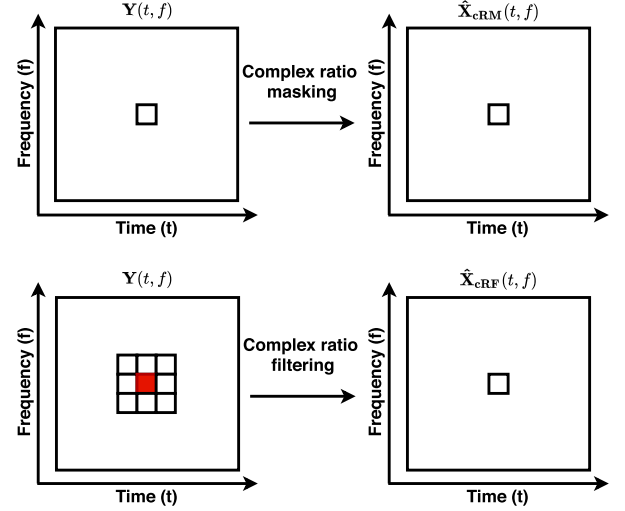 Y(t, f)
X̂cRM(t, f)
Frequency (f)
Complex ratio
masking
Frequency (f)
Time (t)
Time (t)
Y(t, f)
X̂cRF(t, f)
Frequency (f)
Complex ratio
filtering
Frequency (f)
Time (t)
Time (t)